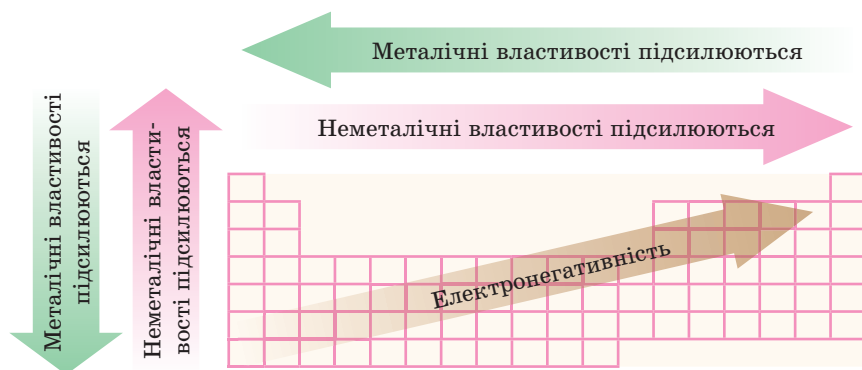 Металічні властивості підсилюються
Неметалічні властивості підсилюються
Металічні властивості
підсилюються
Неметалічні власти-
вості підсилюються
Електронегативність